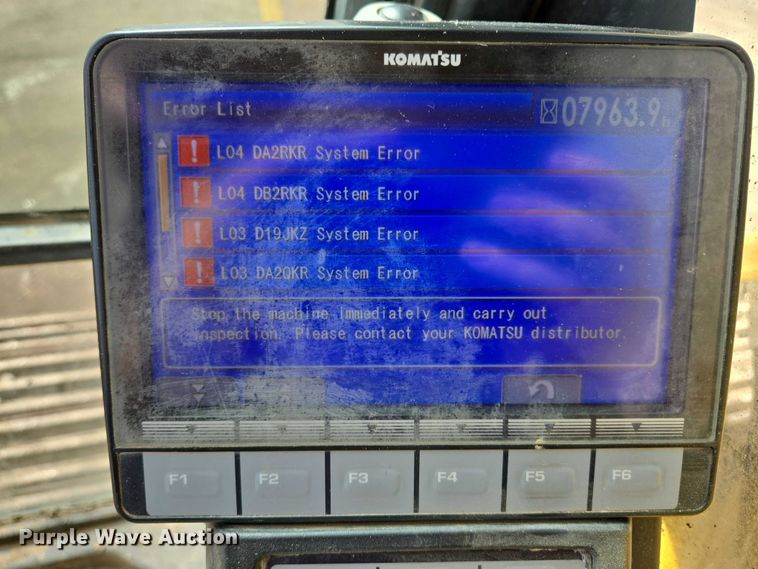 KOMATSU
Error List 07963.9h
! L04 DA2RKR System Error
! L04 DB2RKR System Error
! L03 D19JKZ System Error
! L03 DA2QKR System Error
Stop the machine immediately and carry out
inspection. Please contact your KOMATSU distributor.
F1 F2 F3 F4 F5 F6
Purple Wave Auction